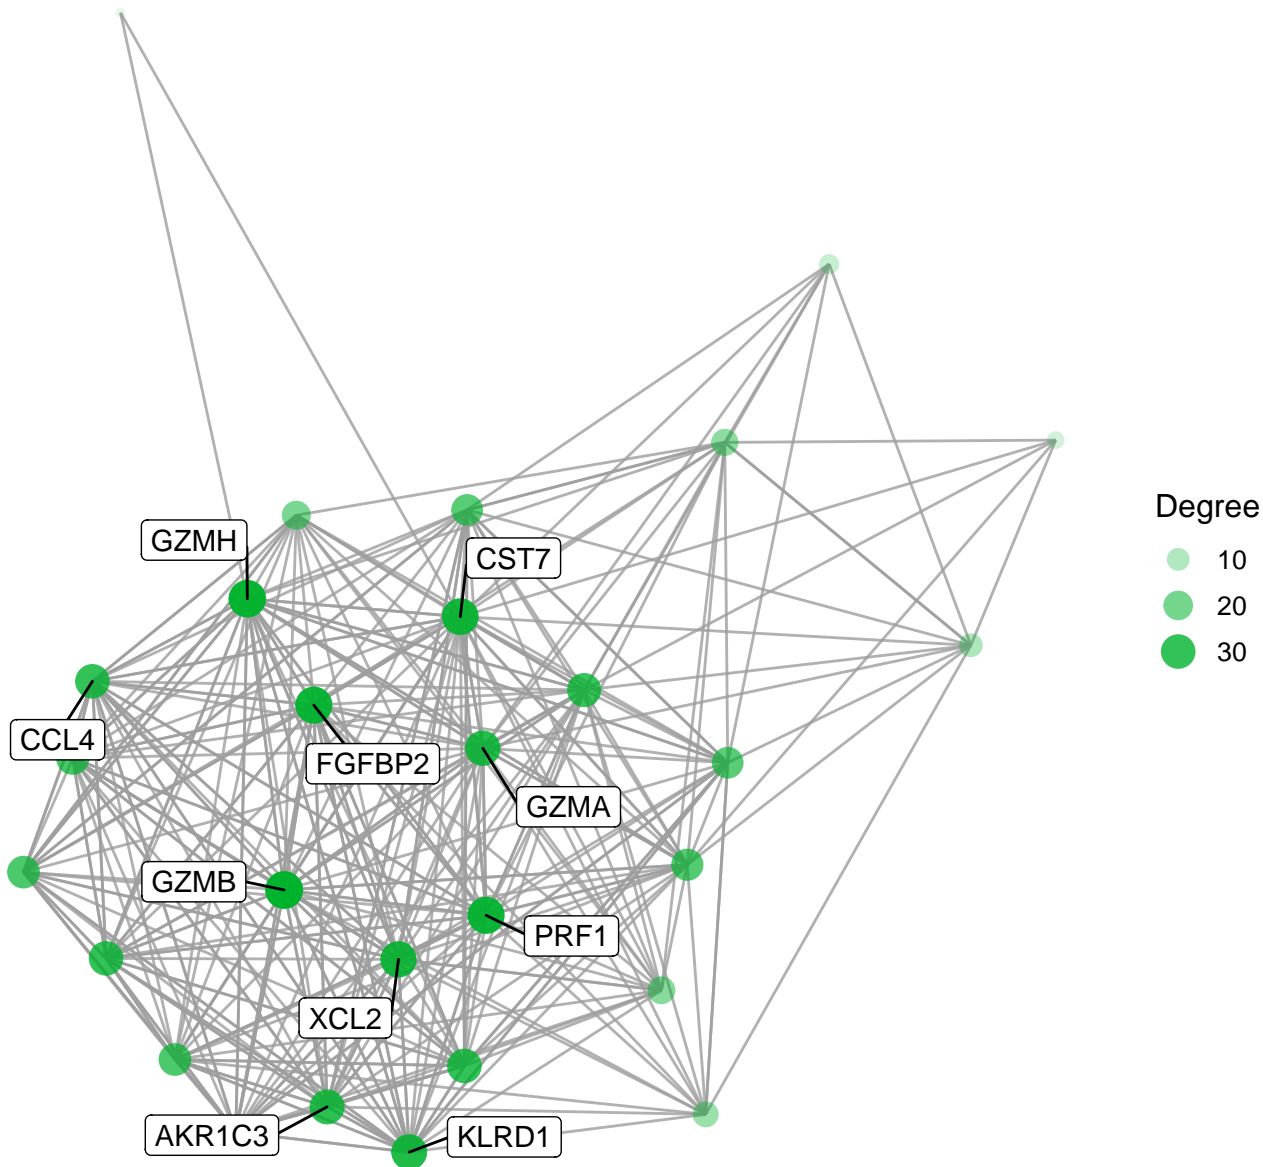 GZMH
CST7
CCL4
FGFBP2
GZMA
GZMB
PRF1
XCL2
AKR1C3
KLRD1
Degree
10
20
30